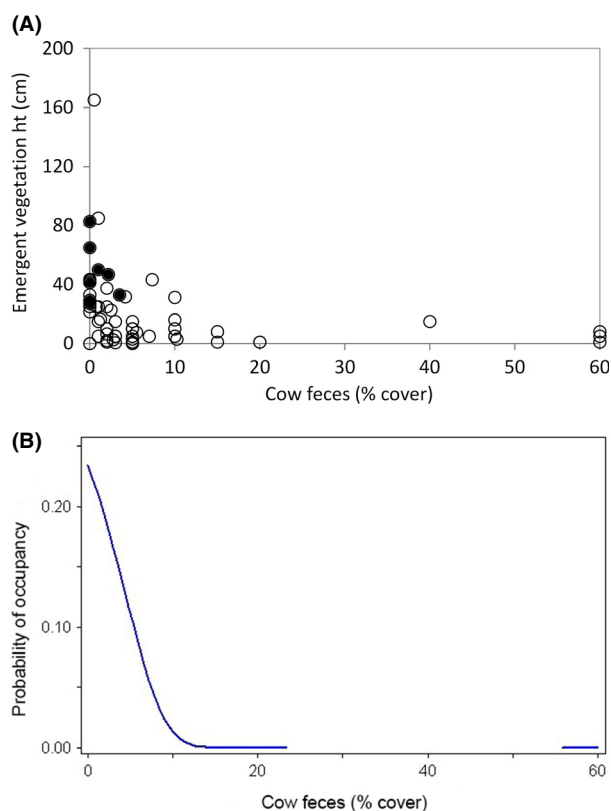 (A)
200
160
120
80
40
0
Emergent vegetation ht (cm)
0 10 20 30 40 50 60
Cow feces (% cover)
(B)
0.20
0.10
0.00
Probability of occupancy
0 20 40 60
Cow feces (% cover)